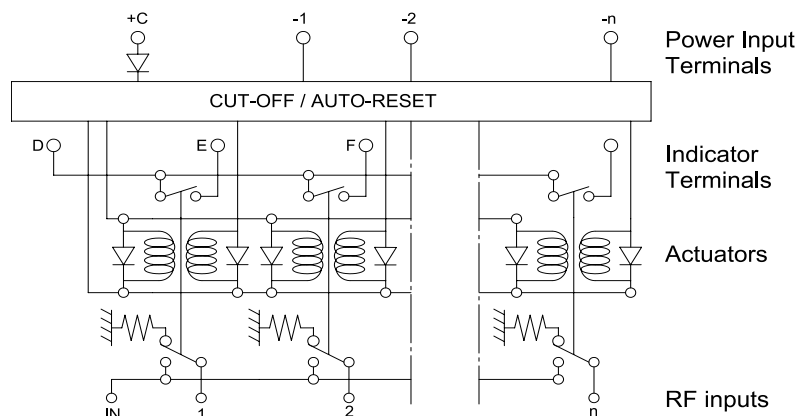 +C -1 -2 -n
Power Input
Terminals
CUT-OFF / AUTO-RESET
D E F
Indicator
Terminals
Actuators
IN 1 2 n
RF inputs